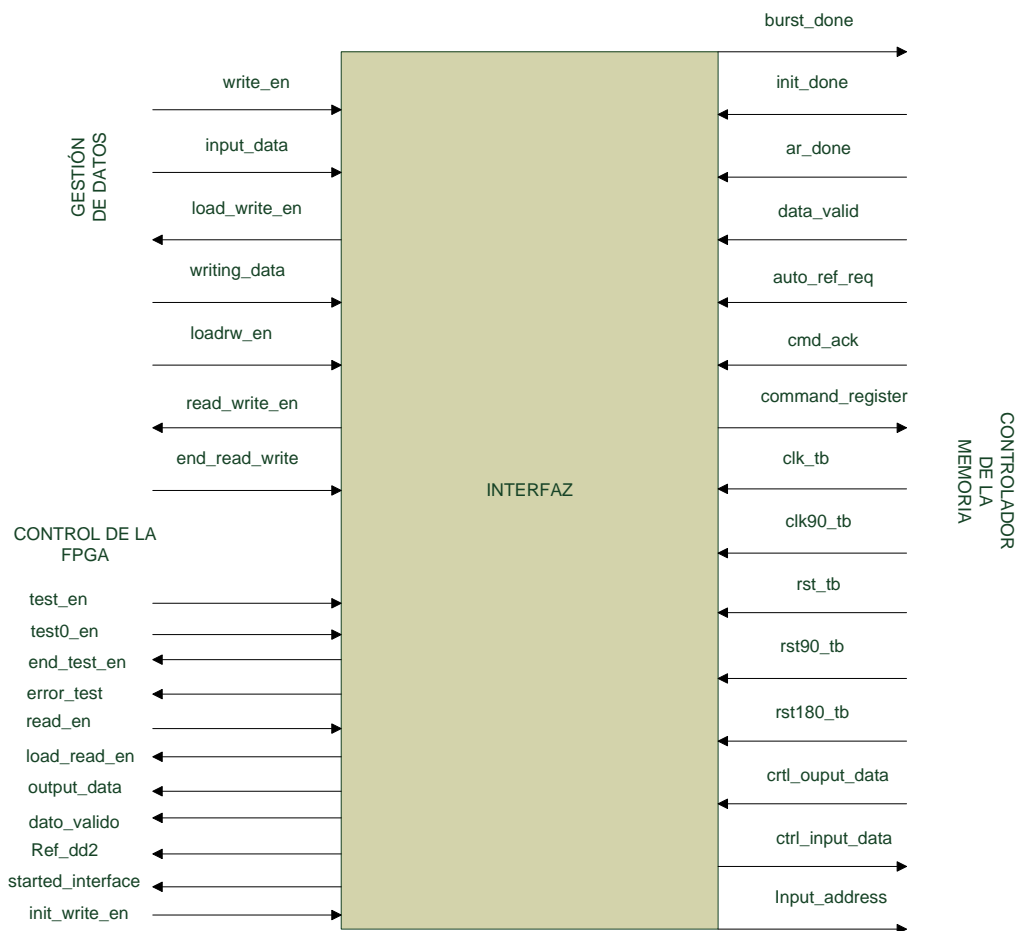 burst_done
write_en
init_done
input_data
ar_done
GESTIÓN
DE DATOS
load_write_en
data_valid
writing_data
auto_ref_req
loadrw_en
cmd_ack
read_write_en
command_register
end_read_write
clk_tb
INTERFAZ
CONTROLADOR
DE LA
MEMORIA
clk90_tb
CONTROL DE LA
FPGA
rst_tb
test_en
test0_en
rst90_tb
end_test_en
error_test
rst180_tb
read_en
load_read_en
crtl_ouput_data
output_data
dato_valido
ctrl_input_data
Ref_dd2
started_interface
Input_address
init_write_en